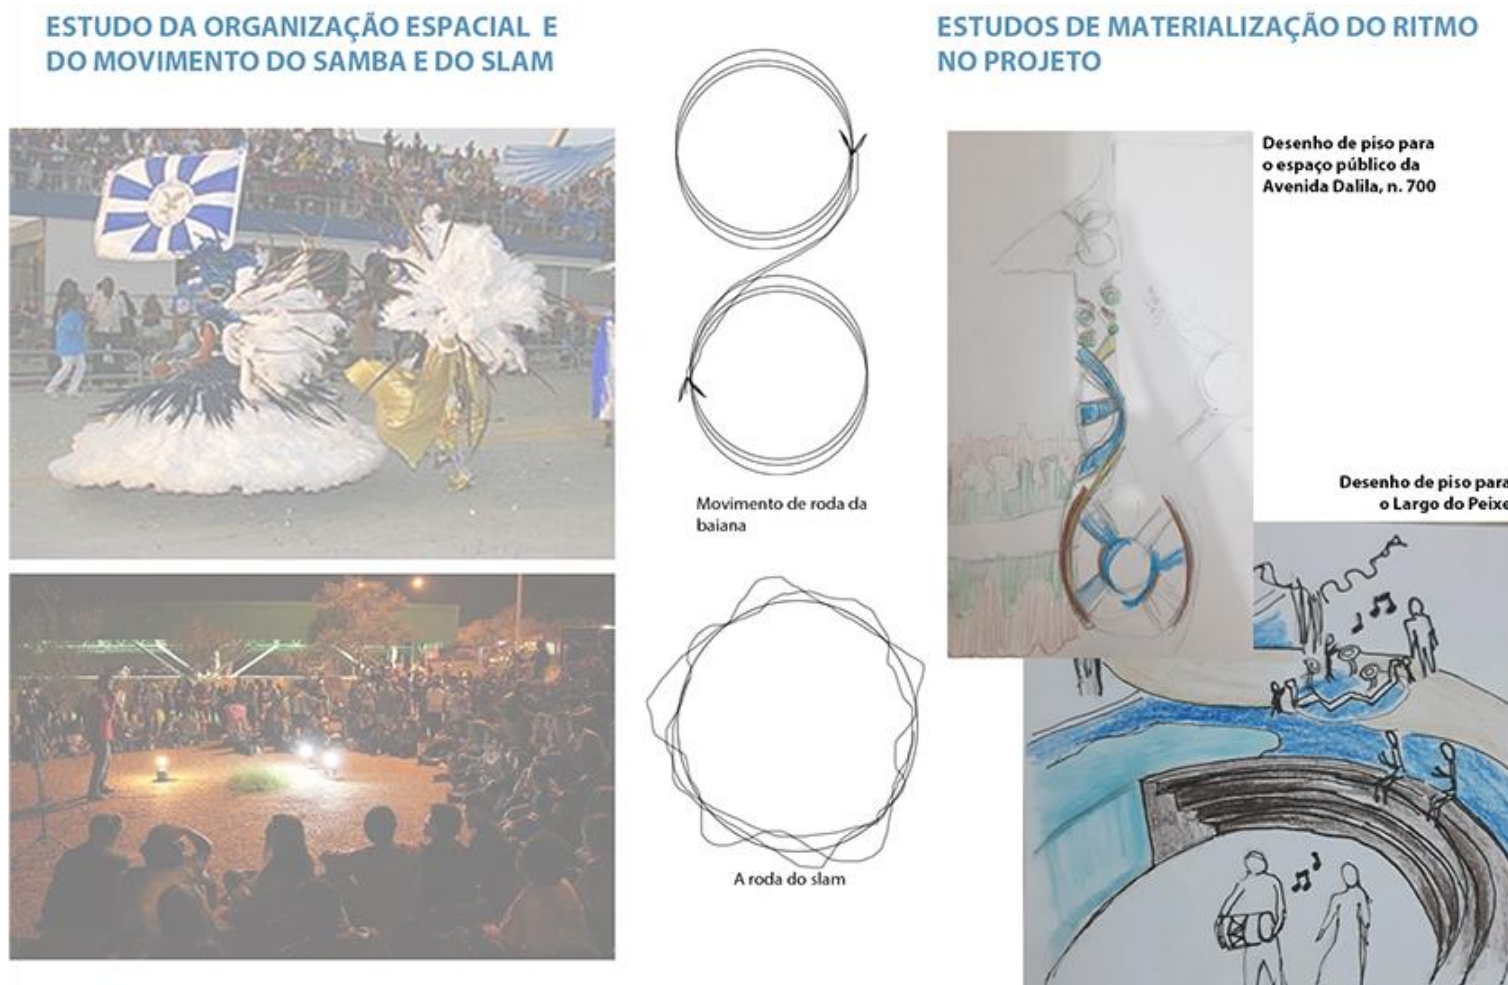 ESTUDO DA ORGANIZAÇÃO ESPACIAL E
DO MOVIMENTO DO SAMBA E DO SLAM
ESTUDOS DE MATERIALIZAÇÃO DO RITMO
NO PROJETO
Desenho de piso para
o espaço público da
Avenida Dalila, n. 700
Movimento de roda da
baiana
Desenho de piso para
o Largo do Peixe
A roda do slam